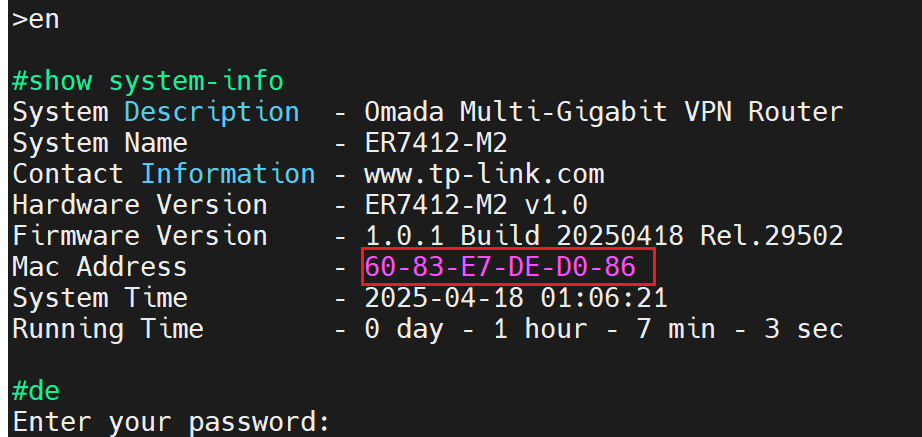 >en
#show system-info
System Description - Omada Multi-Gigabit VPN Router
System Name - ER7412-M2
Contact Information - www.tp-link.com
Hardware Version - ER7412-M2 v1.0
Firmware Version - 1.0.1 Build 20250418 Rel.29502
Mac Address - 60-83-E7-DE-D0-86
System Time - 2025-04-18 01:06:21
Running Time - 0 day - 1 hour - 7 min - 3 sec
#de
Enter your password: